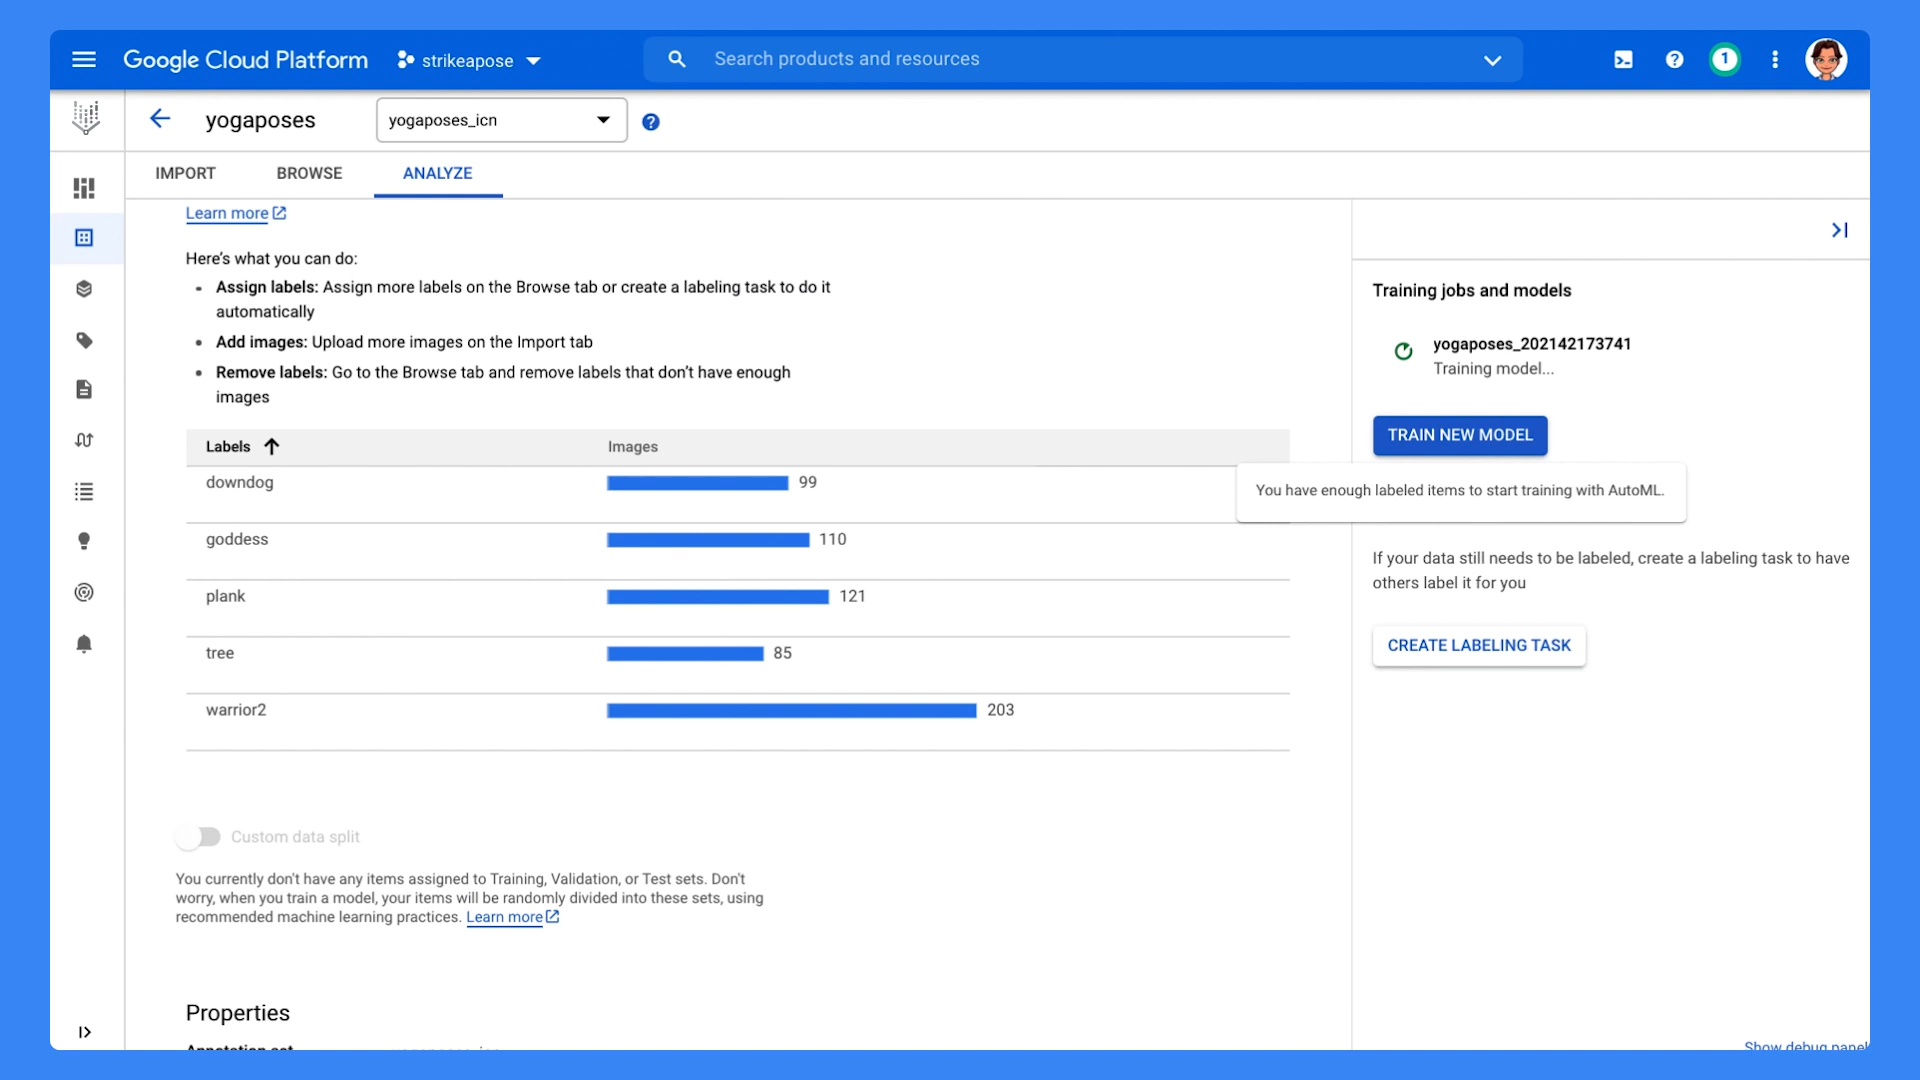 Google Cloud Platform
strikeapose
Search products and resources
1
yogaposes
yogaposes_icn
IMPORT
BROWSE
ANALYZE
Learn more
Here's what you can do:
Assign labels: Assign more labels on the Browse tab or create a labeling task to do it
automatically
Add images: Upload more images on the Import tab
Remove labels: Go to the Browse tab and remove labels that don't have enough
images
Labels
Images
downdog
99
goddess
110
plank
121
tree
85
warrior2
203
Custom data split
You currently don't have any items assigned to Training, Validation, or Test sets. Don't
worry, when you train a model, your items will be randomly divided into these sets, using
recommended machine learning practices. Learn more
Properties
Training jobs and models
yogaposes_202142173741
Training model...
TRAIN NEW MODEL
You have enough labeled items to start training with AutoML.
If your data still needs to be labeled, create a labeling task to have
others label it for you
CREATE LABELING TASK
Show debug panel